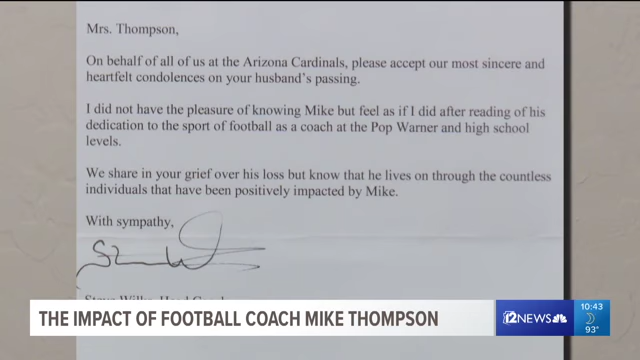 Mrs. Thompson,
On behalf of all of us at the Arizona Cardinals, please accept our most sincere and
heartfelt condolences on your husband's passing.
I did not have the pleasure of knowing Mike but feel as if I did after reading of his
dedication to the sport of football as a coach at the Pop Warner and high school
levels.
We share in your grief over his loss but know that he lives on through the countless
individuals that have been positively impacted by Mike.
With sympathy,
THE IMPACT OF FOOTBALL COACH MIKE THOMPSON
12NEWS
10:43
93°